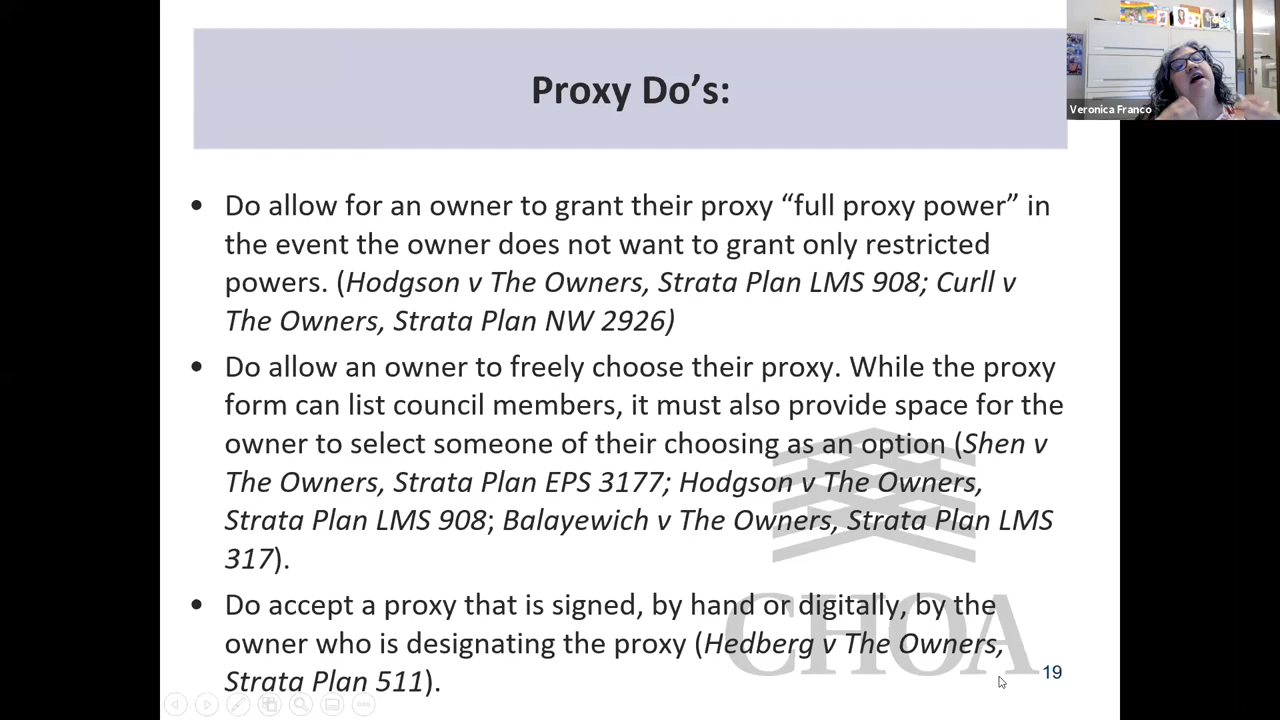 Proxy Do’s:
Veronica Franco
• Do allow for an owner to grant their proxy “full proxy power” in
the event the owner does not want to grant only restricted
powers. (Hodgson v The Owners, Strata Plan LMS 908; Curll v
The Owners, Strata Plan NW 2926)
• Do allow an owner to freely choose their proxy. While the proxy
form can list council members, it must also provide space for the
owner to select someone of their choosing as an option (Shen v
The Owners, Strata Plan EPS 3177; Hodgson v The Owners,
Strata Plan LMS 908; Balayewich v The Owners, Strata Plan LMS
317).
• Do accept a proxy that is signed, by hand or digitally, by the
owner who is designating the proxy (Hedberg v The Owners,
Strata Plan 511).
CHOA
19